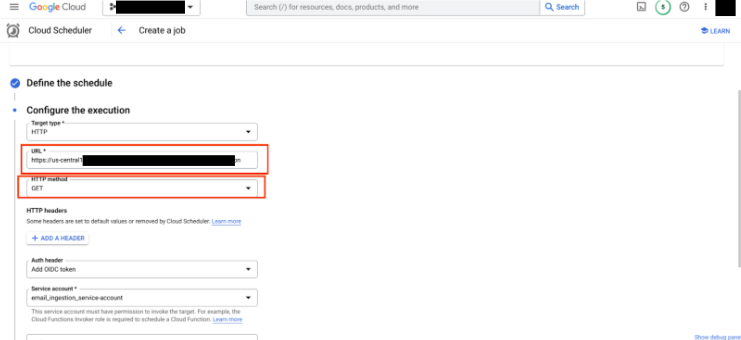 Google Cloud
Search (/) for resources, docs, products, and more
Search
5
Cloud Scheduler
Create a job
LEARN
Define the schedule
Configure the execution
Target type *
HTTP
URL *
https://us-central1
on
HTTP method
GET
HTTP headers
Some headers are set to default values or removed by Cloud Scheduler. Learn more
+ ADD A HEADER
Auth header
Add OIDC token
Service account *
email_ingestion_service-account
This service account must have permission to invoke the target. For example, the
Cloud Functions Invoker role is required to schedule a Cloud Function. Learn more
Show debug panel